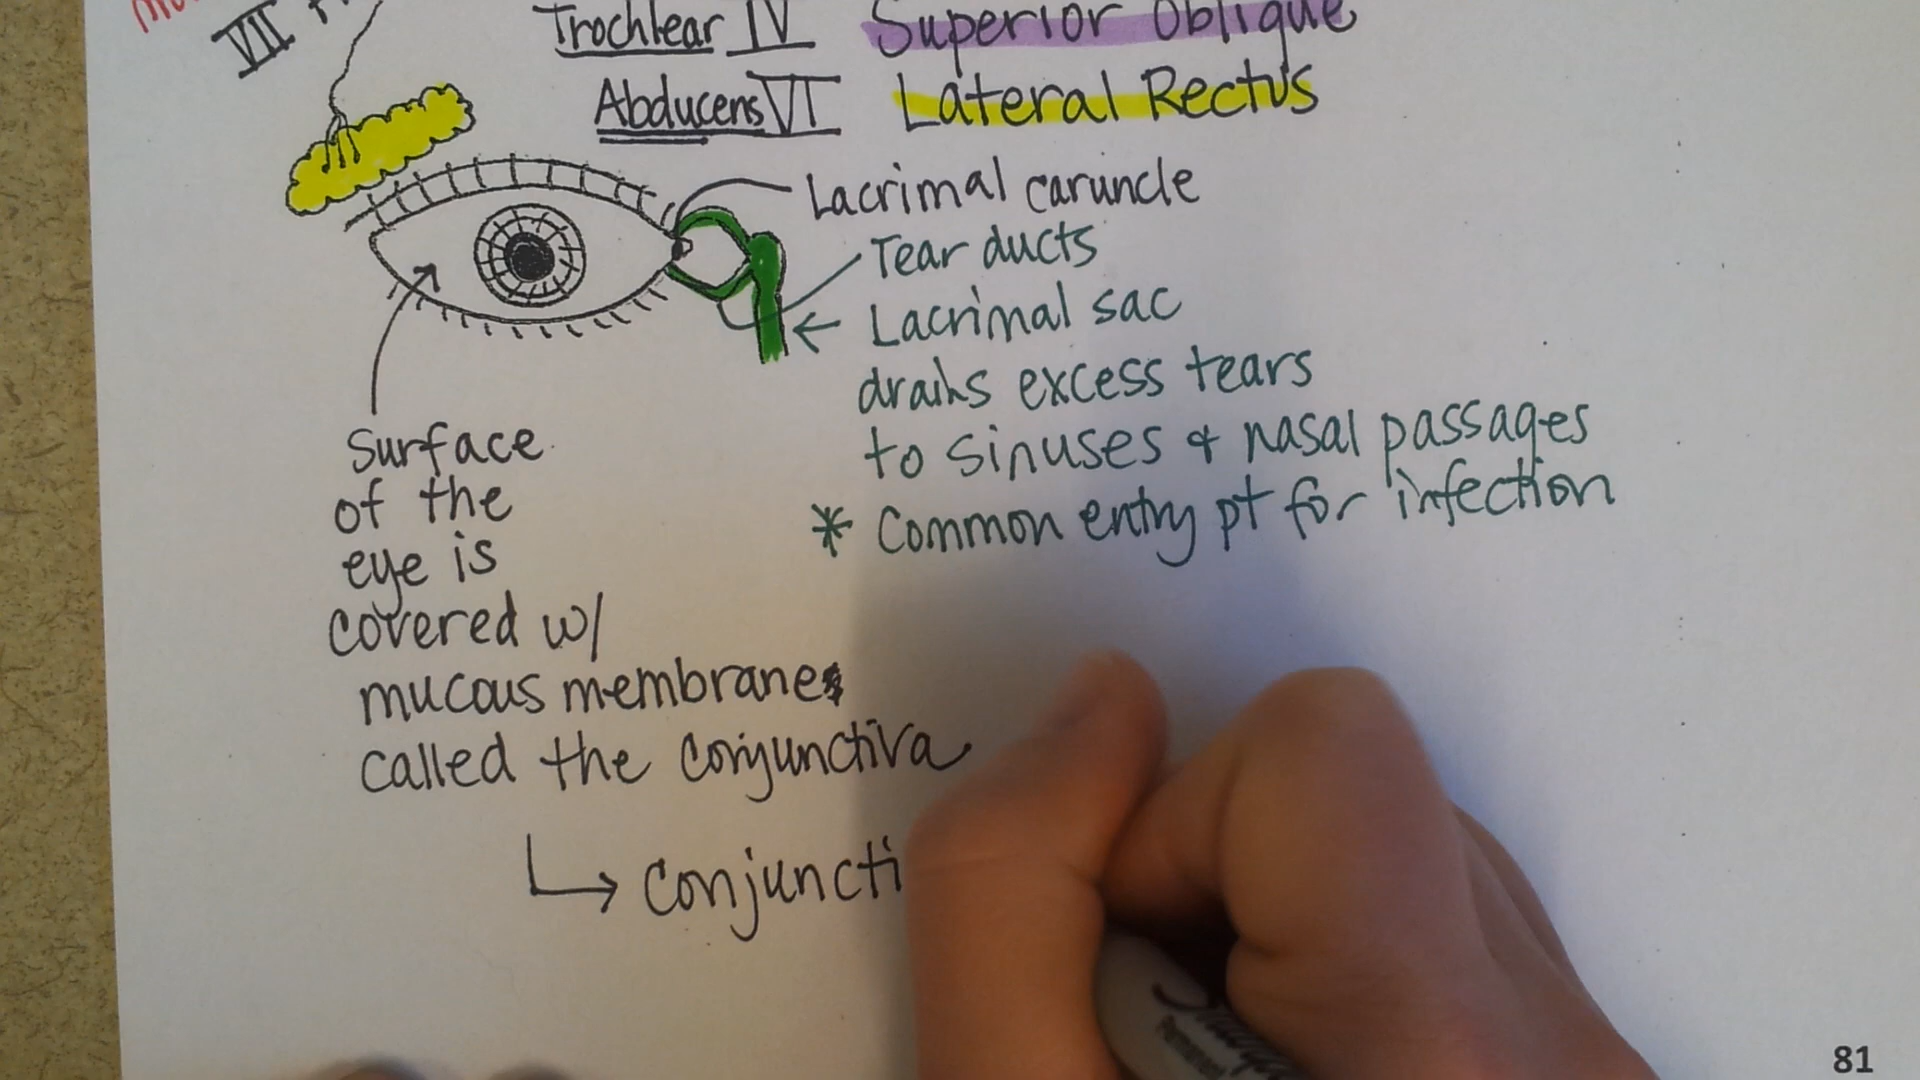 VII
Trochlear IV Superior Oblique
Abducens VI Lateral Rectus
Lacrimal caruncle
Tear ducts
← Lacrimal sac
drains excess tears
to sinuses & nasal passages
* Common entry pt for infection
Surface
of the
eye is
covered w/
mucous membrane
called the conjunctiva
→ conjuncti
81